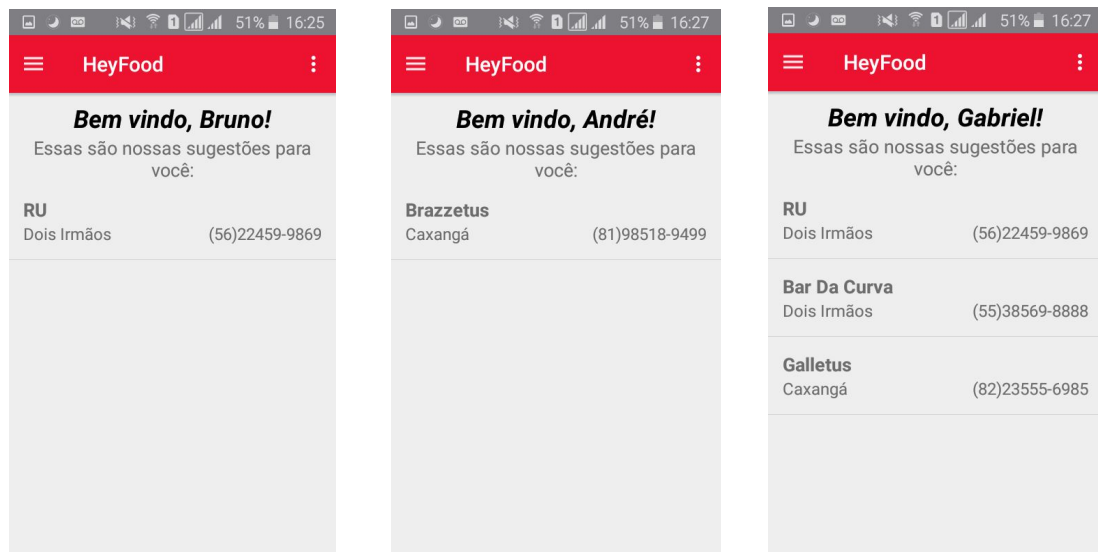 1 51% 16:25
HeyFood
Bem vindo, Bruno!
Essas são nossas sugestões para
você:
RU
Dois Irmãos (56)22459-9869
1 51% 16:27
HeyFood
Bem vindo, André!
Essas são nossas sugestões para
você:
Brazzetus
Caxangá (81)98518-9499
1 51% 16:27
HeyFood
Bem vindo, Gabriel!
Essas são nossas sugestões para
você:
RU
Dois Irmãos (56)22459-9869
Bar Da Curva
Dois Irmãos (55)38569-8888
Galletus
Caxangá (82)23555-6985